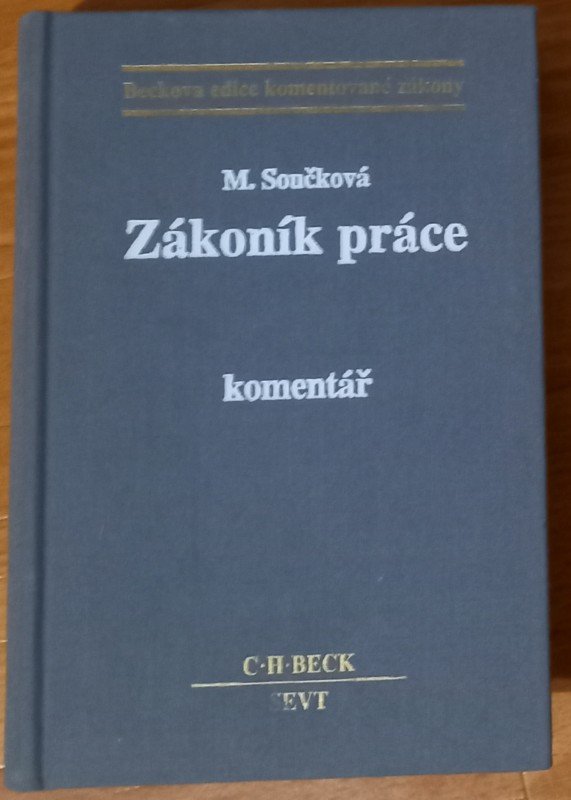 Beckova edice komentované zákony
M. Součková
Zákoník práce
komentář
C·H·BECK
SEVT